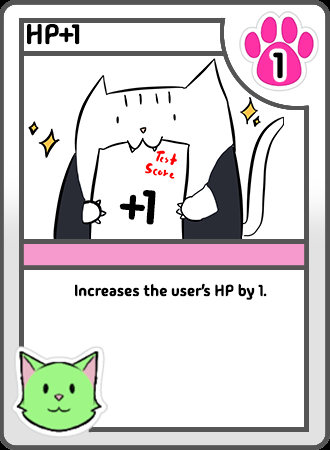 HP+1
1
Test
Score
+1
Increases the user's HP by 1.